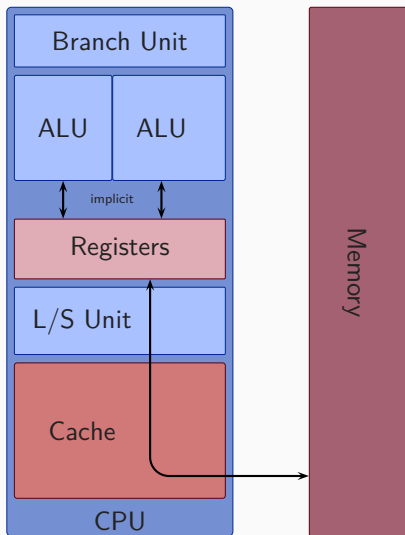 Branch Unit
ALU
ALU
implicit
Registers
L/S Unit
Cache
CPU
Memory